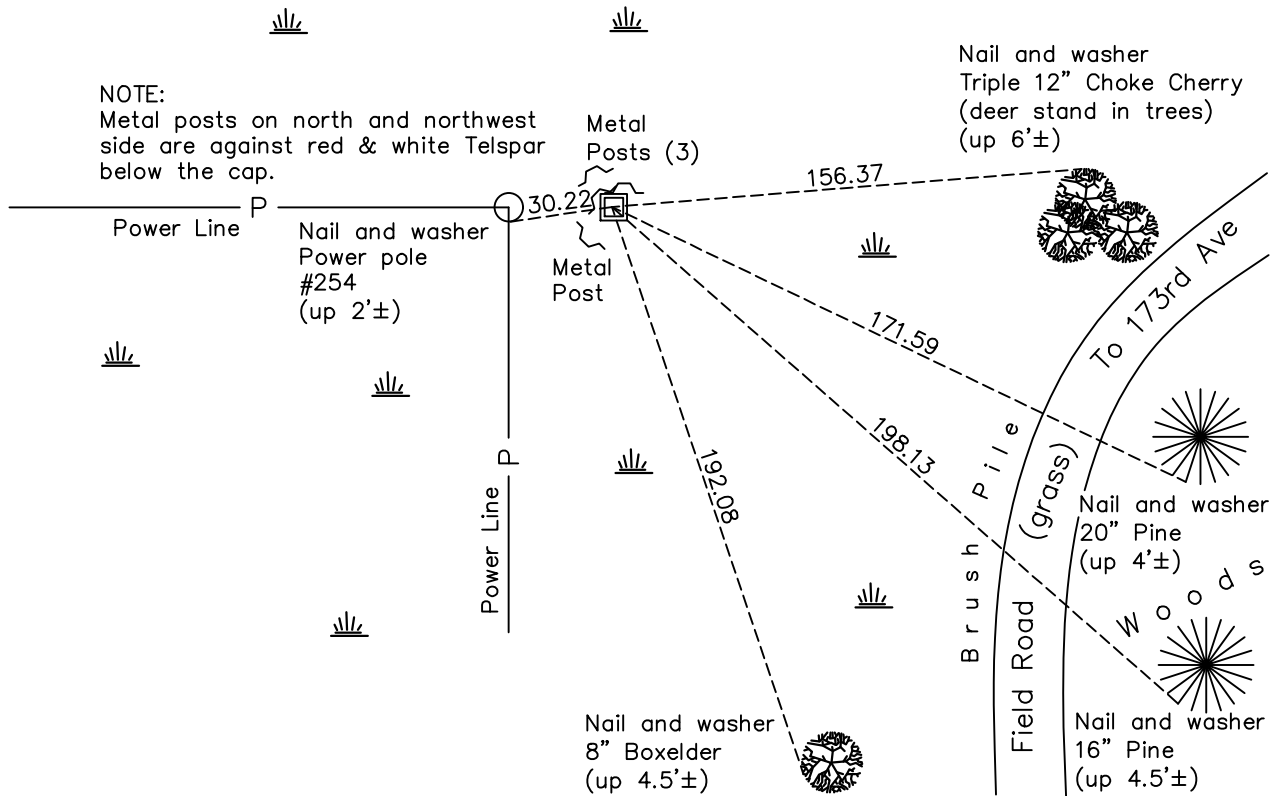 Nail and washer
Triple 12” Choke Cherry
(deer stand in trees)
(up 6'±)
NOTE:
Metal posts on north and northwest
side are against red & white Telspar
below the cap.
Metal
Posts (3)
156.37
30.22
P
Power Line
Nail and washer
Power pole
#254
(up 2'±)
Metal
Post
To 173rd Ave
171.59
198.13
192.08
P
Power Line
Brush Pile
(grass)
Field Road
Nail and washer
20” Pine
(up 4'±)
Woods
Nail and washer
8” Boxelder
(up 4.5'±)
Nail and washer
16” Pine
(up 4.5'±)